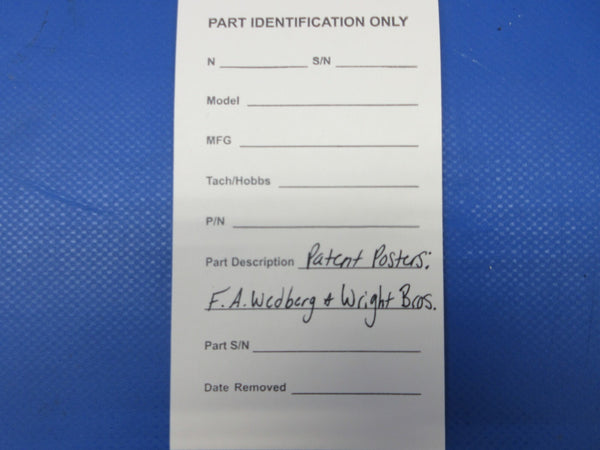 PART IDENTIFICATION ONLY
N S/N
Model
MFG
Tach/Hobbs
P/N
Part Description Patent Posters:
F.A. Wedberg & Wright Bros.
Part S/N
Date Removed